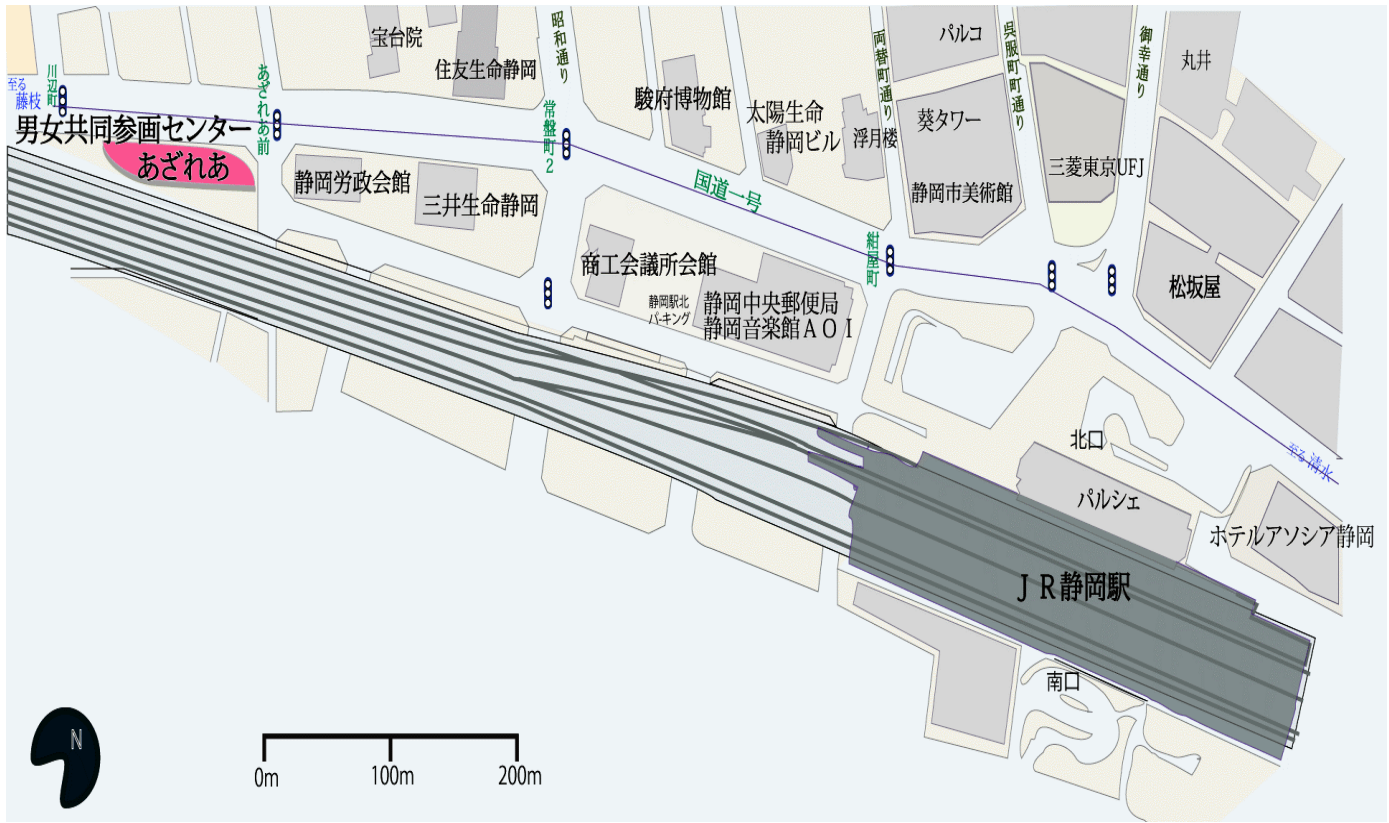 宝台院
住友生命静岡
昭和通り
駿府博物館
太陽生命
静岡ビル
浮月楼
両替町通り
パルコ
葵タワー
静岡市美術館
呉服町町通り
三菱東京UFJ
御幸通り
丸井
松坂屋
至る
藤枝
川辺町
あざれあ前
常盤町2
国道一号
紺屋町
男女共同参画センター
あざれあ
静岡労政会館
三井生命静岡
商工会議所会館
静岡駅北
パーキング
静岡中央郵便局
静岡音楽館AOI
北口
パルシェ
至る 清水
ホテルアソシア静岡
JR静岡駅
南口
N
0m
100m
200m